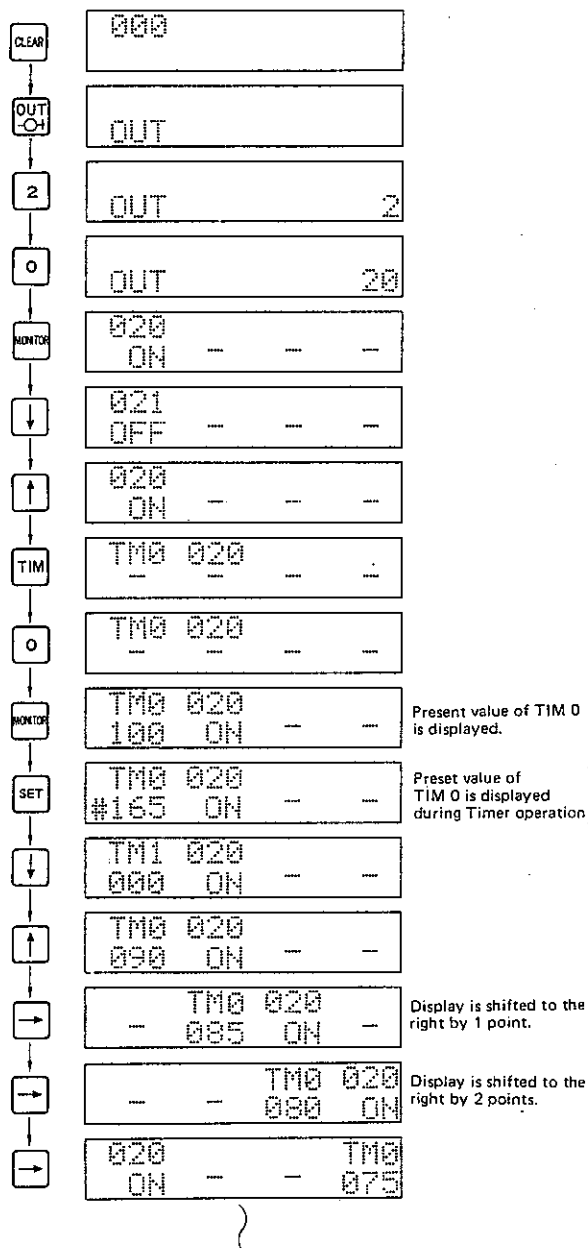 CLEAR 000
OUT OUT
2 OUT 2
0 OUT 20
MONITOR 020
ON – – –
↓ 021
OFF – – –
↑ 020
ON – – –
TIM TM0 020
– – – –
0 TM0 020
– – – –
MONITOR TM0 020 Present value of TIM 0
100 ON – – is displayed.
SET TM0 020 Preset value of
#165 ON – – TIM 0 is displayed
during Timer operation
↓ TM1 020
000 ON – –
↑ TM0 020
090 ON – –
→ TM0 020 Display is shifted to the
– 085 ON – right by 1 point.
→ TM0 020 Display is shifted to the
– – 080 ON right by 2 points.
→ 020 TM0
ON – – 075